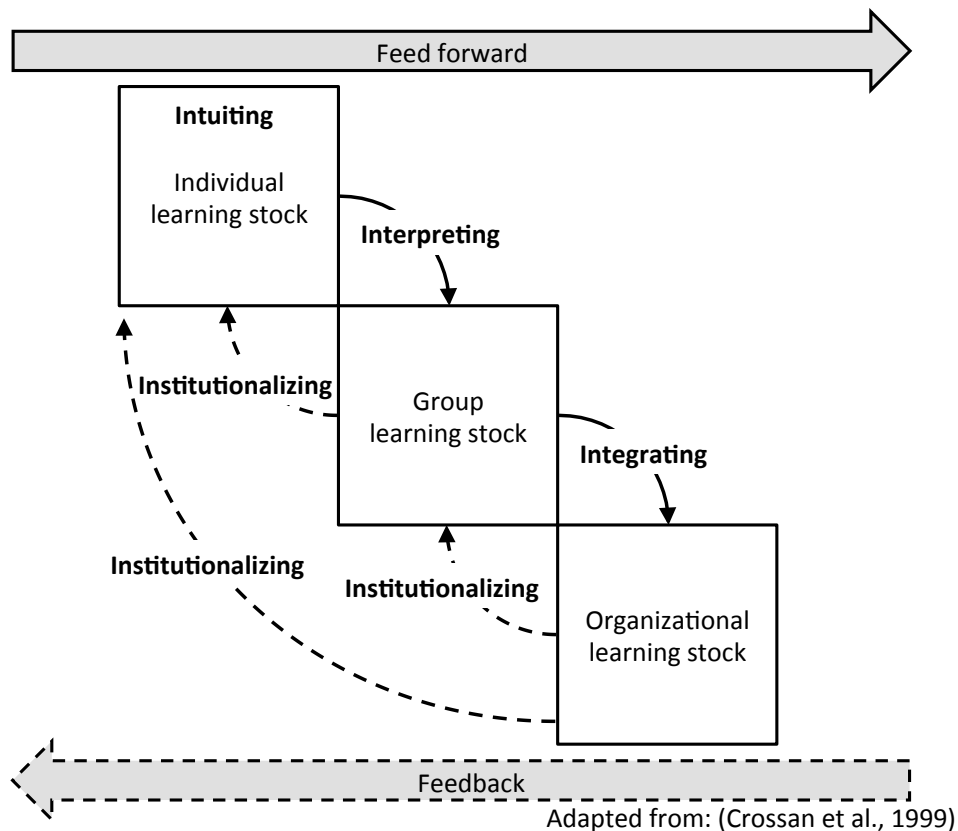 Feed forward
Intuiting
Individual
learning stock
Interpreting
Institutionalizing
Group
learning stock
Integrating
Institutionalizing
Institutionalizing
Organizational
learning stock
Feedback
Adapted from: (Crossan et al., 1999)